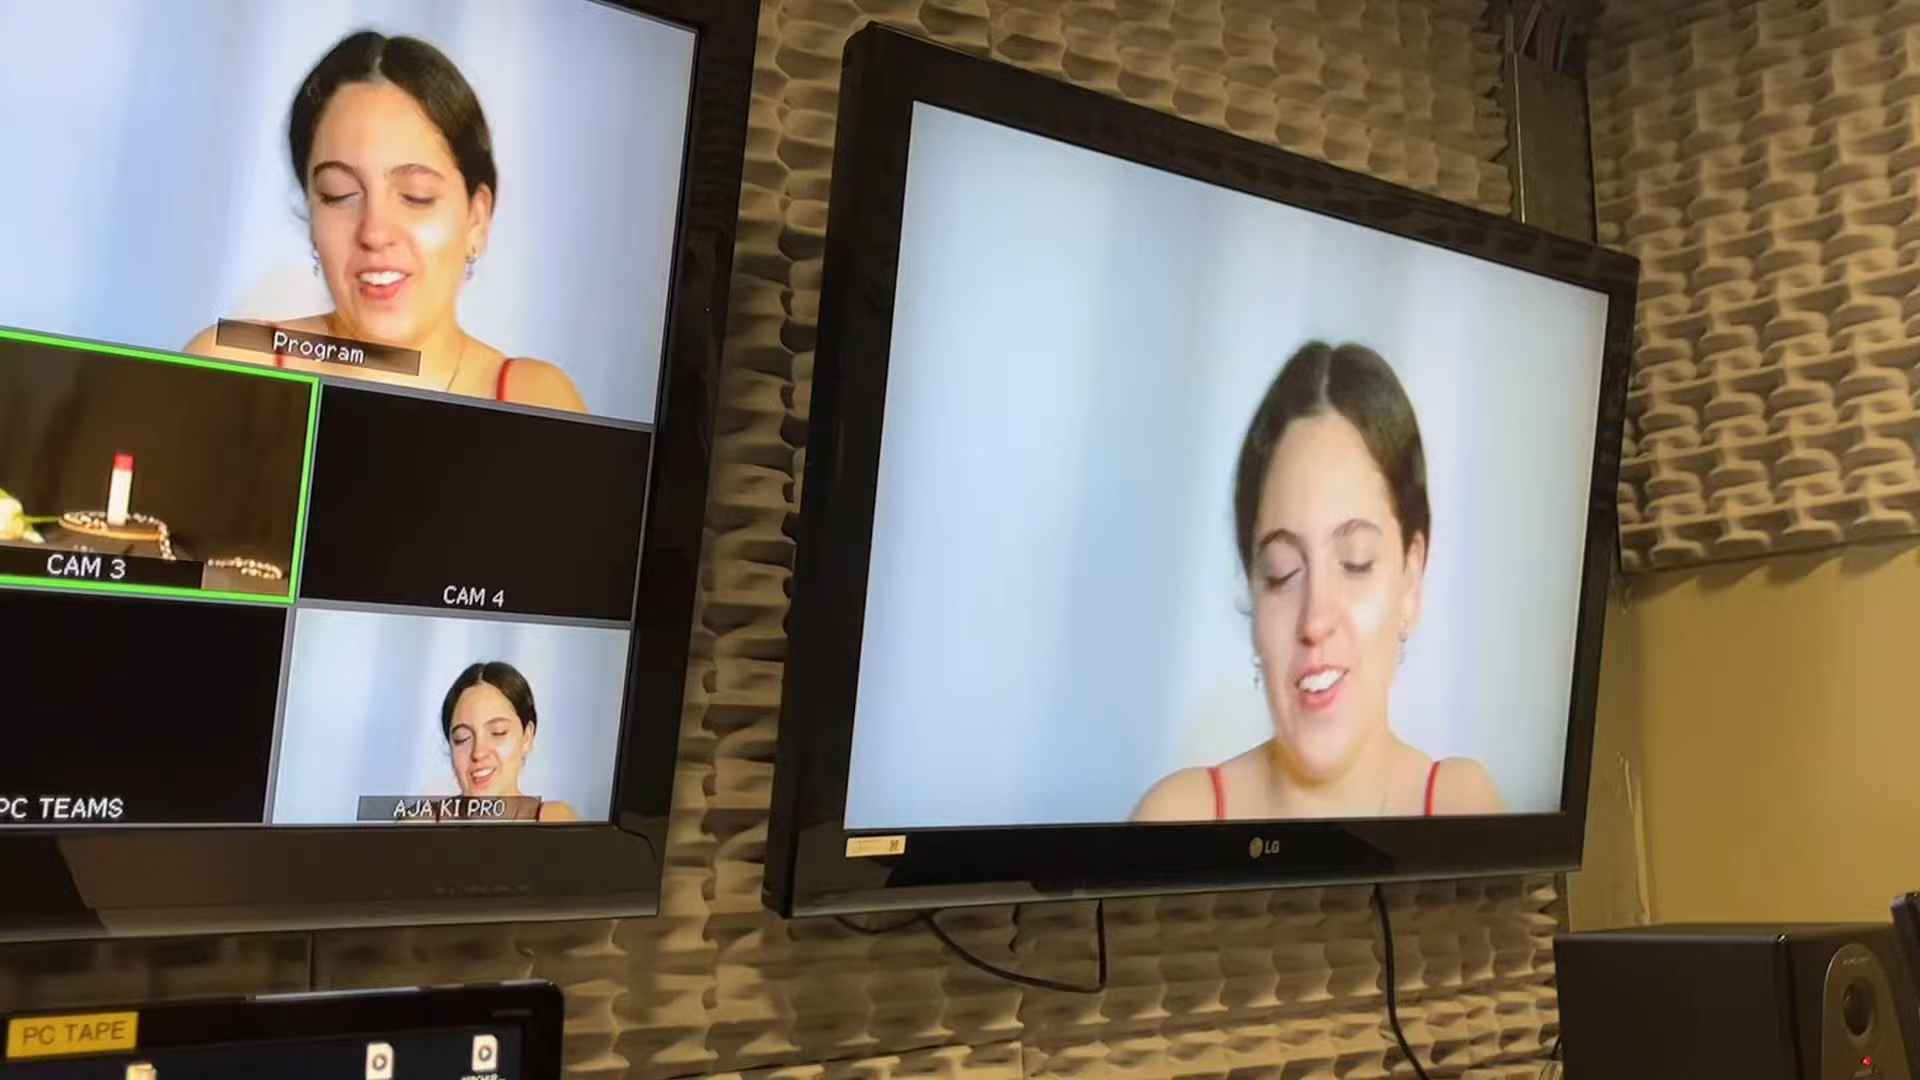 Program
CAM 3
CAM 4
PC TEAMS
AJA KI PRO
LG
PC TAPE